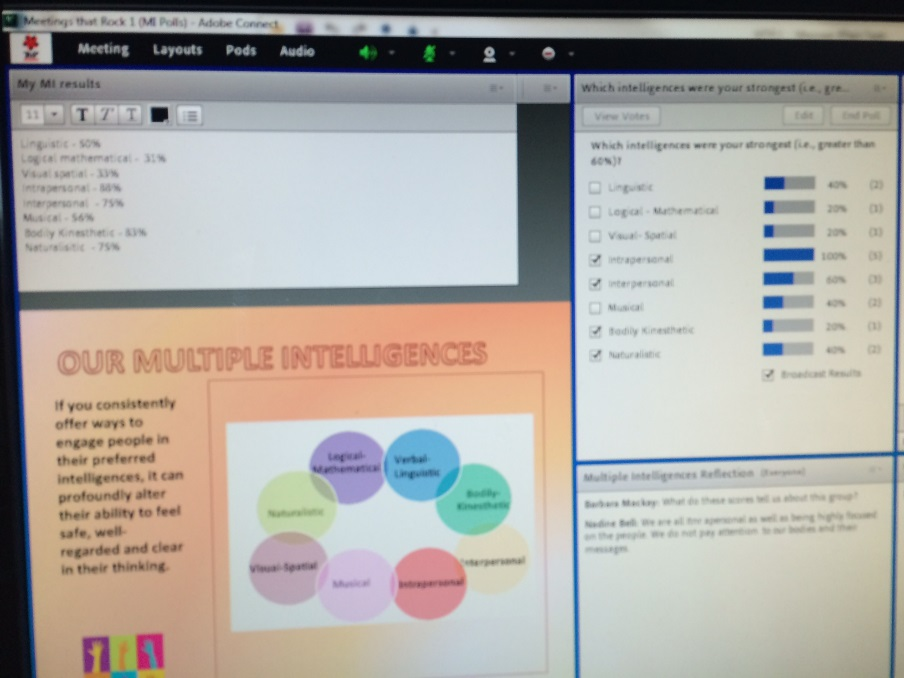 Meetings that Rock 1 (MI Polls) - Adobe Connect
Meeting Layouts Pods Audio
My MI results
11 T T T
Linguistic - 50%
Logical mathematical - 31%
Visual spatial - 33%
Intrapersonal - 88%
Interpersonal - 75%
Musical - 56%
Bodily Kinesthetic - 83%
Naturalisitic - 75%
OUR MULTIPLE INTELLIGENCES
If you consistently
offer ways to
engage people in
their preferred
intelligences, it can
profoundly alter
their ability to feel
safe, well-
regarded and clear
in their thinking.
Logical-
Mathematical
Verbal-
Linguistic
Bodily-
Kinesthetic
Naturalistic
Interpersonal
Visual-Spatial
Musical
Intrapersonal
Which intelligences were your strongest (i.e., gre...
View Votes Edit End Poll
Which intelligences were your strongest (i.e., greater than
60%)?
Linguistic 40% (2)
Logical - Mathematical 20% (1)
Visual- Spatial 20% (1)
Intrapersonal 100% (5)
Interpersonal 60% (3)
Musical 40% (2)
Bodily Kinesthetic 20% (1)
Naturalistic 40% (2)
Broadcast Results
Multiple Intelligences Reflection (Everyone)
Barbara Mackay: What do these scores tell us about this group?
Nadine Bell: We are all apersonal as well as being highly focused
on the people. We do not pay attention to our bodies and their
messages